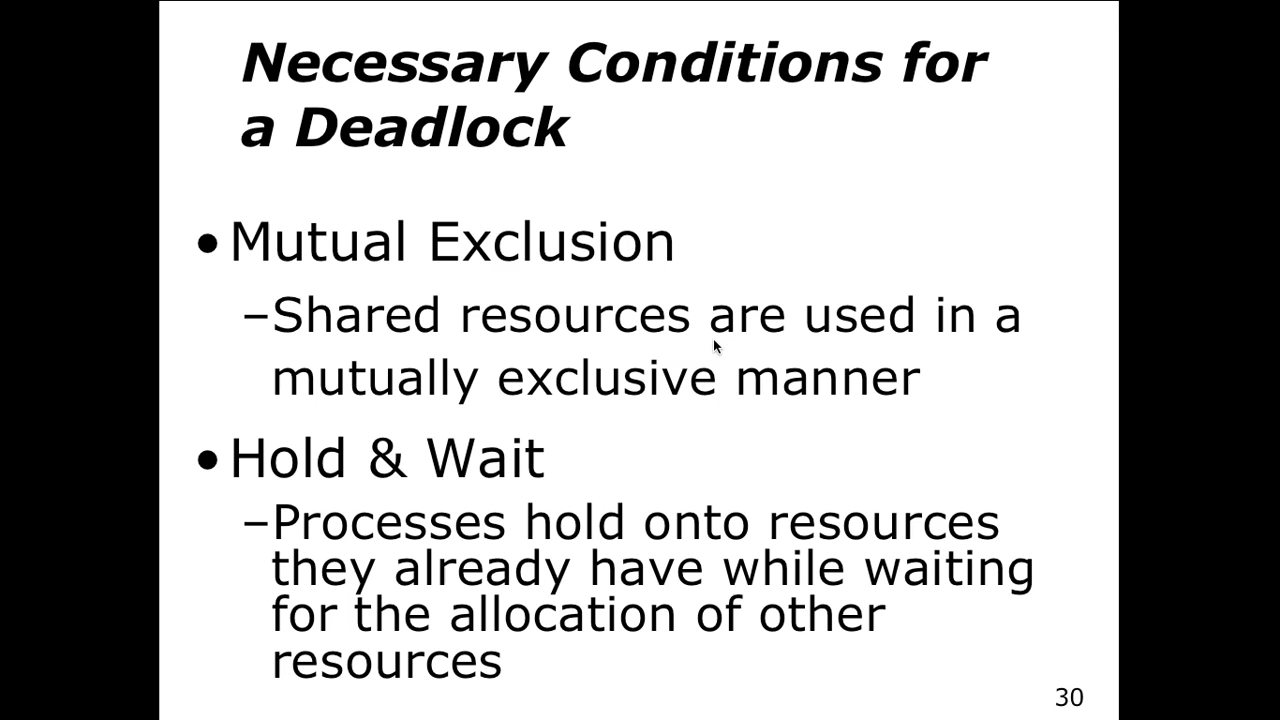 Necessary Conditions for
a Deadlock
•Mutual Exclusion
–Shared resources are used in a
mutually exclusive manner
•Hold & Wait
–Processes hold onto resources
they already have while waiting
for the allocation of other
resources
30